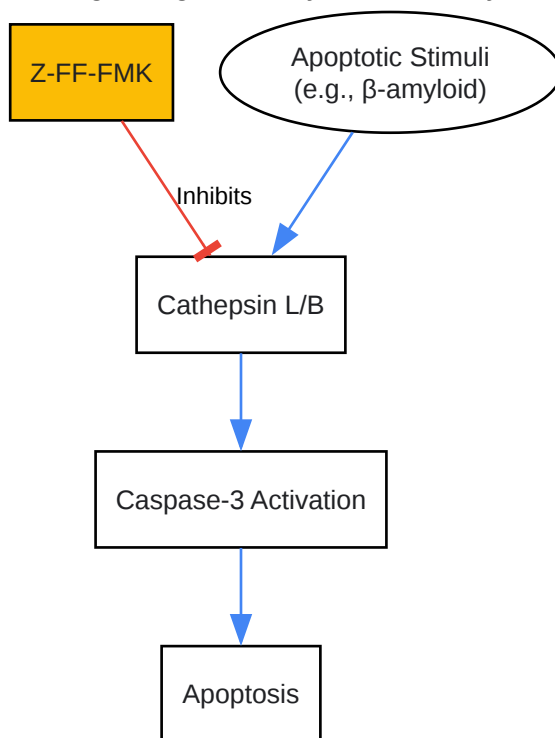 Z-FF-FMK
Apoptotic Stimuli
(e.g., β-amyloid)
Inhibits
Cathepsin L/B
Caspase-3 Activation
Apoptosis